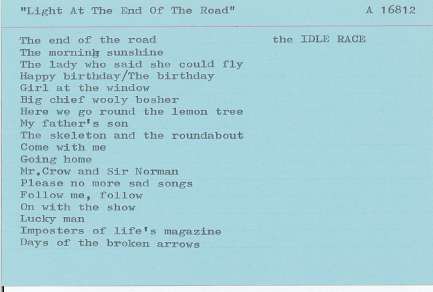 "Light At The End Of The Road" A 16812
The end of the road the IDLE RACE
The morning sunshine
The lady who said she could fly
Happy birthday/The birthday
Girl at the window
Big chief wooly bosher
Here we go round the lemon tree
My father's son
The skeleton and the roundabout
Come with me
Going home
Mr.Crow and Sir Norman
Please no more sad songs
Follow me, follow
On with the show
Lucky man
Imposters of life's magazine
Days of the broken arrows